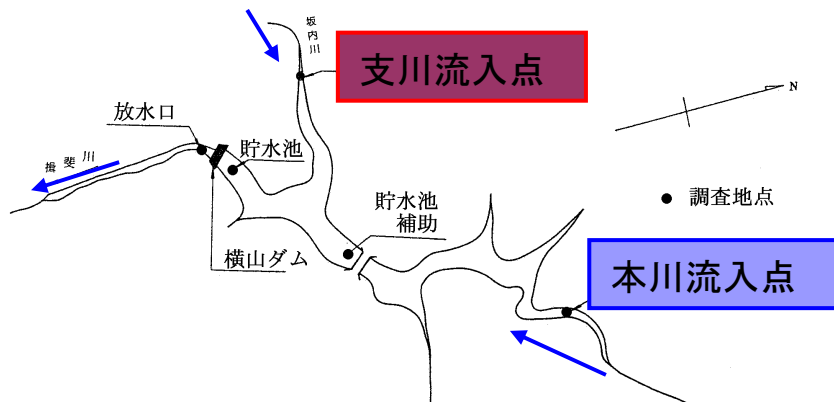 坂内川
支川流入点
N
放水口
揖斐川
貯水池
調査地点
貯水池
補助
横山ダム
本川流入点